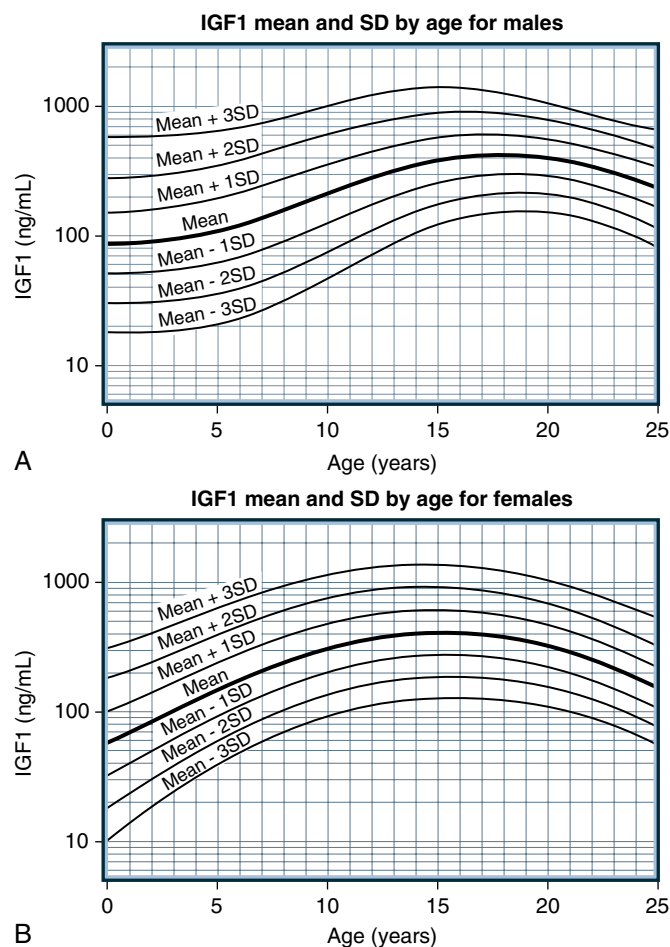 IGF1 mean and SD by age for males
1000
100
10
IGF1 (ng/mL)
Mean + 3SD
Mean + 2SD
Mean + 1SD
Mean
Mean - 1SD
Mean - 2SD
Mean - 3SD
0 5 10 15 20 25
A
Age (years)
IGF1 mean and SD by age for females
1000
100
10
IGF1 (ng/mL)
Mean + 3SD
Mean + 2SD
Mean + 1SD
Mean
Mean - 1SD
Mean - 2SD
Mean - 3SD
0 5 10 15 20 25
B
Age (years)